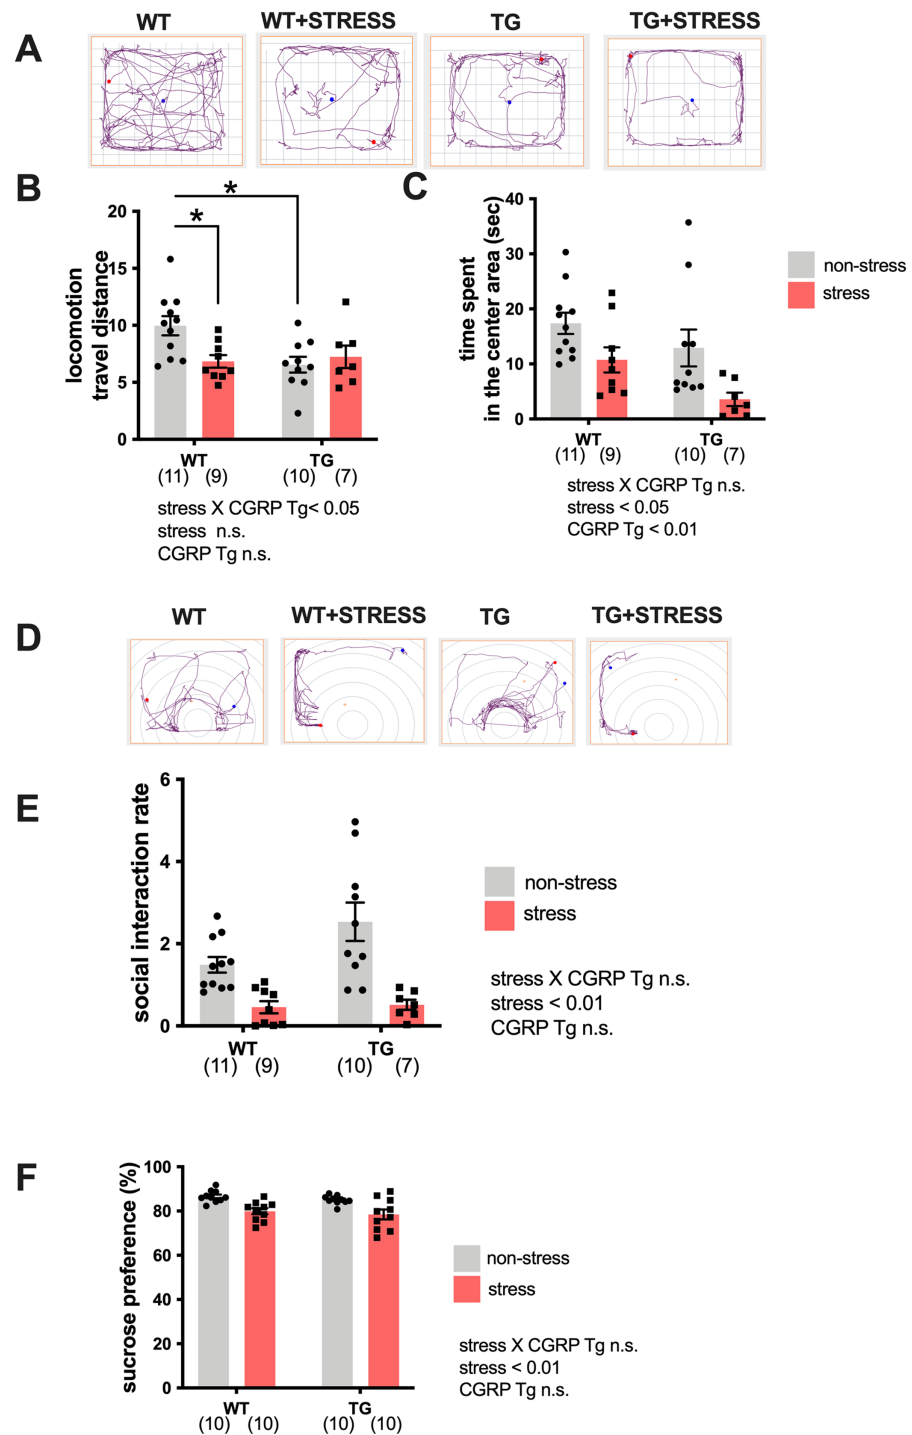 WT WT+STRESS TG TG+STRESS
A
B
C
* *
locomotion
travel distance
20
15
10
5
0
WT TG
(11) (9) (10) (7)
stress X CGRP Tg< 0.05
stress n.s.
CGRP Tg n.s.
time spent
in the center area (sec)
40
30
20
10
0
WT TG
(11) (9) (10) (7)
stress X CGRP Tg n.s.
stress < 0.05
CGRP Tg < 0.01
non-stress
stress
D
WT WT+STRESS TG TG+STRESS
E
social interaction rate
6
4
2
0
WT TG
(11) (9) (10) (7)
non-stress
stress
stress X CGRP Tg n.s.
stress < 0.01
CGRP Tg n.s.
F
sucrose preference (%)
100
80
60
40
20
0
WT TG
(10) (10) (10) (10)
non-stress
stress
stress X CGRP Tg n.s.
stress < 0.01
CGRP Tg n.s.